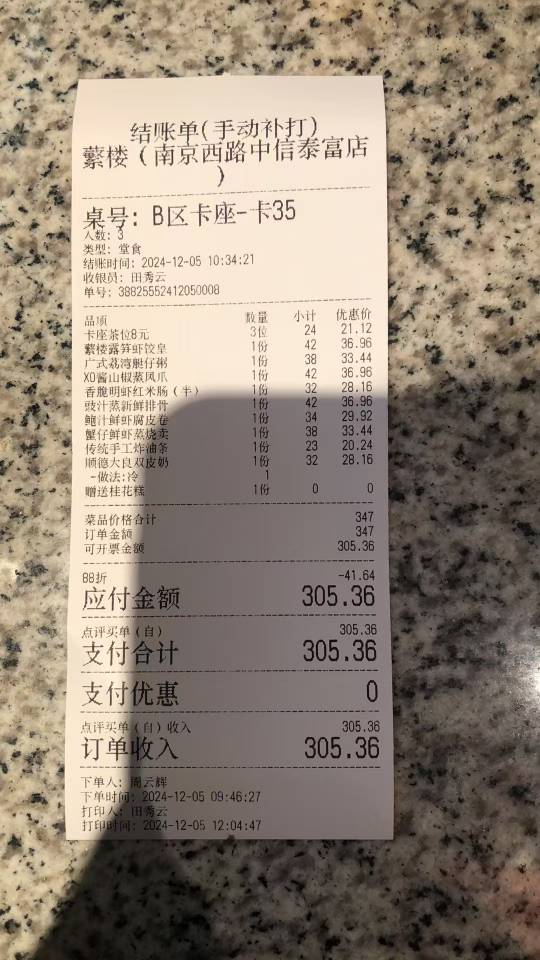 结账单(手动补打)
蘩楼（南京西路中信泰富店
）
桌号: B区卡座-卡35
人数: 3
类型: 堂食
结账时间: 2024-12-05 10:34:21
收银员: 田秀云
单号: 38825552412050008
品项 数量 小计 优惠价
卡座茶位8元 3位 24 21.12
蘩楼露笋虾饺皇 1份 42 36.96
广式荔湾艇仔粥 1份 38 33.44
XO酱山椒蒸凤爪 1份 42 36.96
香脆明虾红米肠（半） 1份 32 28.16
豉汁蒸新鲜排骨 1份 42 36.96
鲍汁鲜虾腐皮卷 1份 34 29.92
蟹仔鲜虾蒸烧卖 1份 38 33.44
传统手工炸油条 1份 23 20.24
顺德大良双皮奶 1份 32 28.16
-做法:冷 1
赠送桂花糕 1份 0 0
菜品价格合计 347
订单金额 347
可开票金额 305.36
88折 -41.64
应付金额 305.36
点评买单（自） 305.36
支付合计 305.36
支付优惠 0
点评买单（自）收入 305.36
订单收入 305.36
下单人: 周云辉
下单时间: 2024-12-05 09:46:27
打印人: 田秀云
打印时间: 2024-12-05 12:04:47